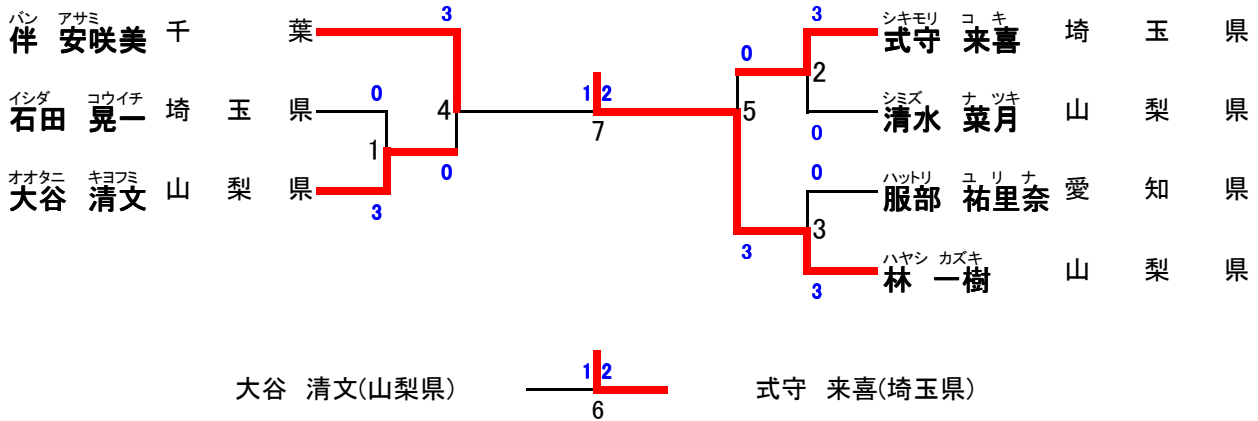 バン アサミ
伴 安咲美 千 葉
3
イシダ コウイチ
石田 晃一 埼 玉 県
0
1
オオタニ キヨフミ
大谷 清文 山 梨 県
3
4
0
1 2
7
3
シキモリ コ キ
式守 来喜 埼 玉 県
0
2
シミズ ナ ツキ
清水 菜月 山 梨 県
0
5
0
ハットリ ユ リ ナ
服部 祐里奈 愛 知 県
3
3
ハヤシ カズキ
林 一樹 山 梨 県
3
大谷 清文(山梨県)
1 2
6
式守 来喜(埼玉県)